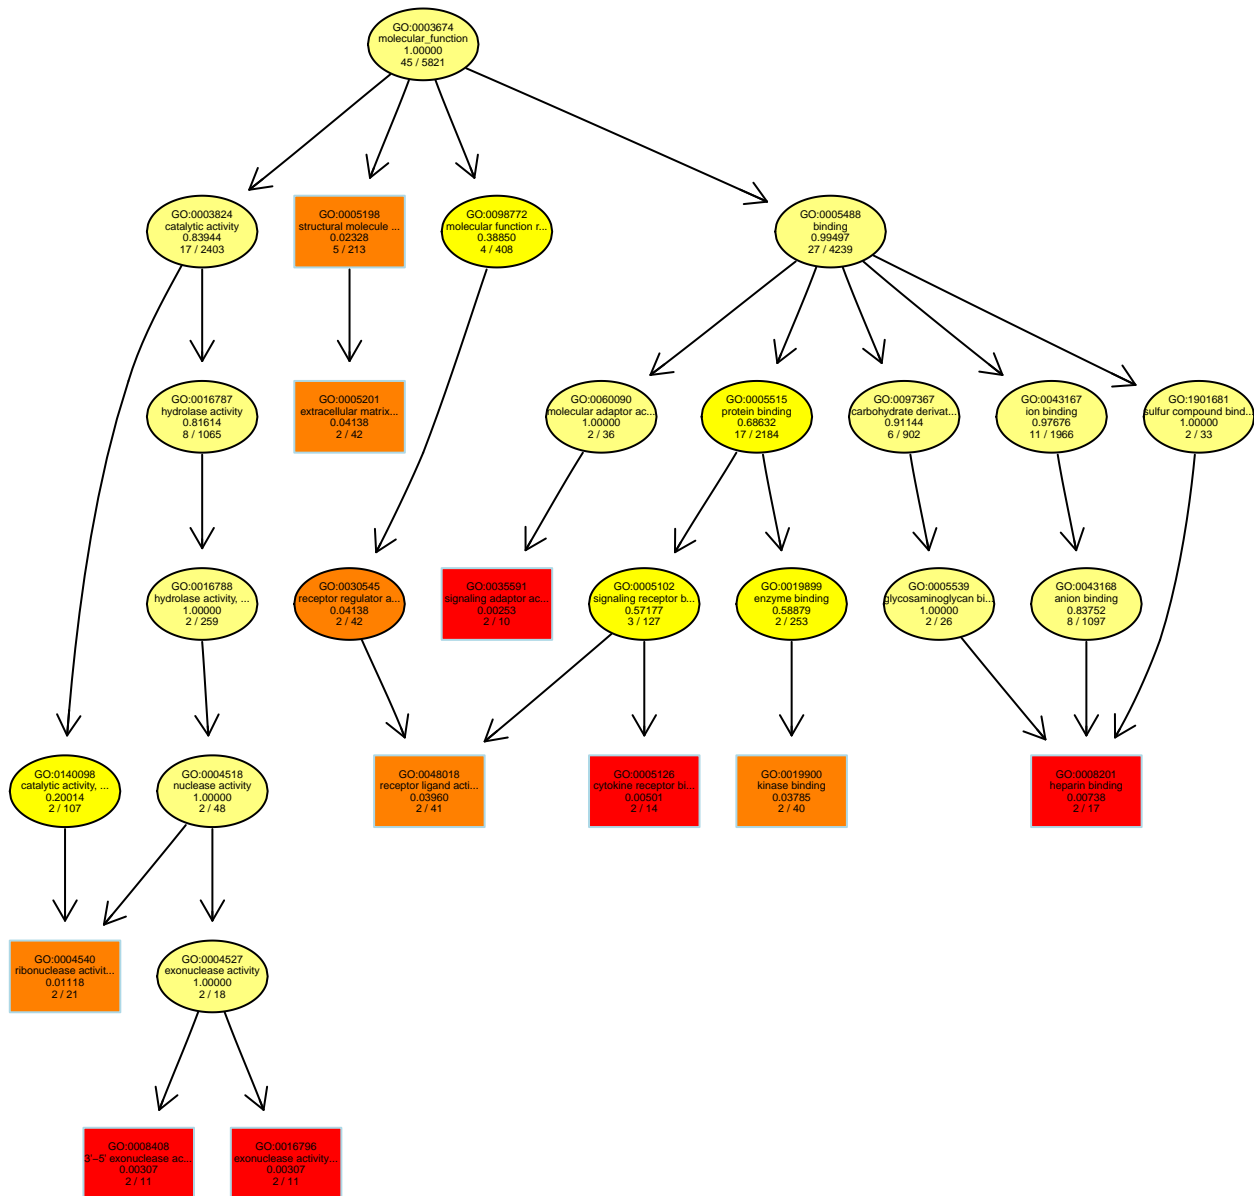 GO:0003674
molecular_function
1.00000
45 / 5821
GO:0003824
catalytic activity
0.83944
17 / 2403
GO:0005198
structural molecule ...
0.02328
5 / 213
GO:0098772
molecular function r...
0.38850
4 / 408
GO:0005488
binding
0.99497
27 / 4239
GO:0016787
hydrolase activity
0.81614
8 / 1065
GO:0005201
extracellular matrix...
0.04138
2 / 42
GO:0060090
molecular adaptor ac...
1.00000
2 / 36
GO:0005515
protein binding
0.68632
17 / 2184
GO:0097367
carbohydrate derivat...
0.91144
6 / 902
GO:0043167
ion binding
0.97676
11 / 1966
GO:1901681
sulfur compound bind...
1.00000
2 / 33
GO:0016788
hydrolase activity, ...
1.00000
2 / 259
GO:0030545
receptor regulator a...
0.04138
2 / 42
GO:0035591
signaling adaptor ac...
0.00253
2 / 10
GO:0005102
signaling receptor b...
0.57177
3 / 127
GO:0019899
enzyme binding
0.58879
2 / 253
GO:0005539
glycosaminoglycan bi...
1.00000
2 / 26
GO:0043168
anion binding
0.83752
8 / 1097
GO:0140098
catalytic activity, ...
0.20014
2 / 107
GO:0004518
nuclease activity
1.00000
2 / 48
GO:0048018
receptor ligand acti...
0.03960
2 / 41
GO:0005126
cytokine receptor bi...
0.00501
2 / 14
GO:0019900
kinase binding
0.03785
2 / 40
GO:0008201
heparin binding
0.00738
2 / 17
GO:0004540
ribonuclease activit...
0.01118
2 / 21
GO:0004527
exonuclease activity
1.00000
2 / 18
GO:0008408
3'−5' exonuclease ac...
0.00307
2 / 11
GO:0016796
exonuclease activity...
0.00307
2 / 11